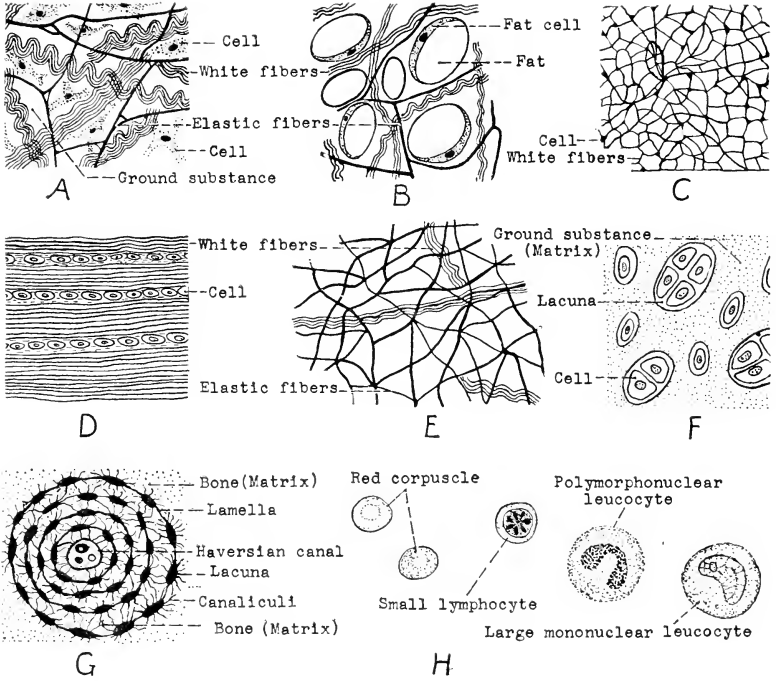 Cell
White fibers
Elastic fibers
Cell
Ground substance
A
Fat cell
Fat
B
Cell
White fibers
C
White fibers
Cell
Elastic fibers
D
E
Ground substance
(Matrix)
Lacuna
Cell
F
Bone (Matrix)
Lamella
Haversian canal
Lacuna
Canaliculi
Bone (Matrix)
G
Red corpuscle
Small lymphocyte
Polymorphonuclear
leucocyte
Large mononuclear leucocyte
H